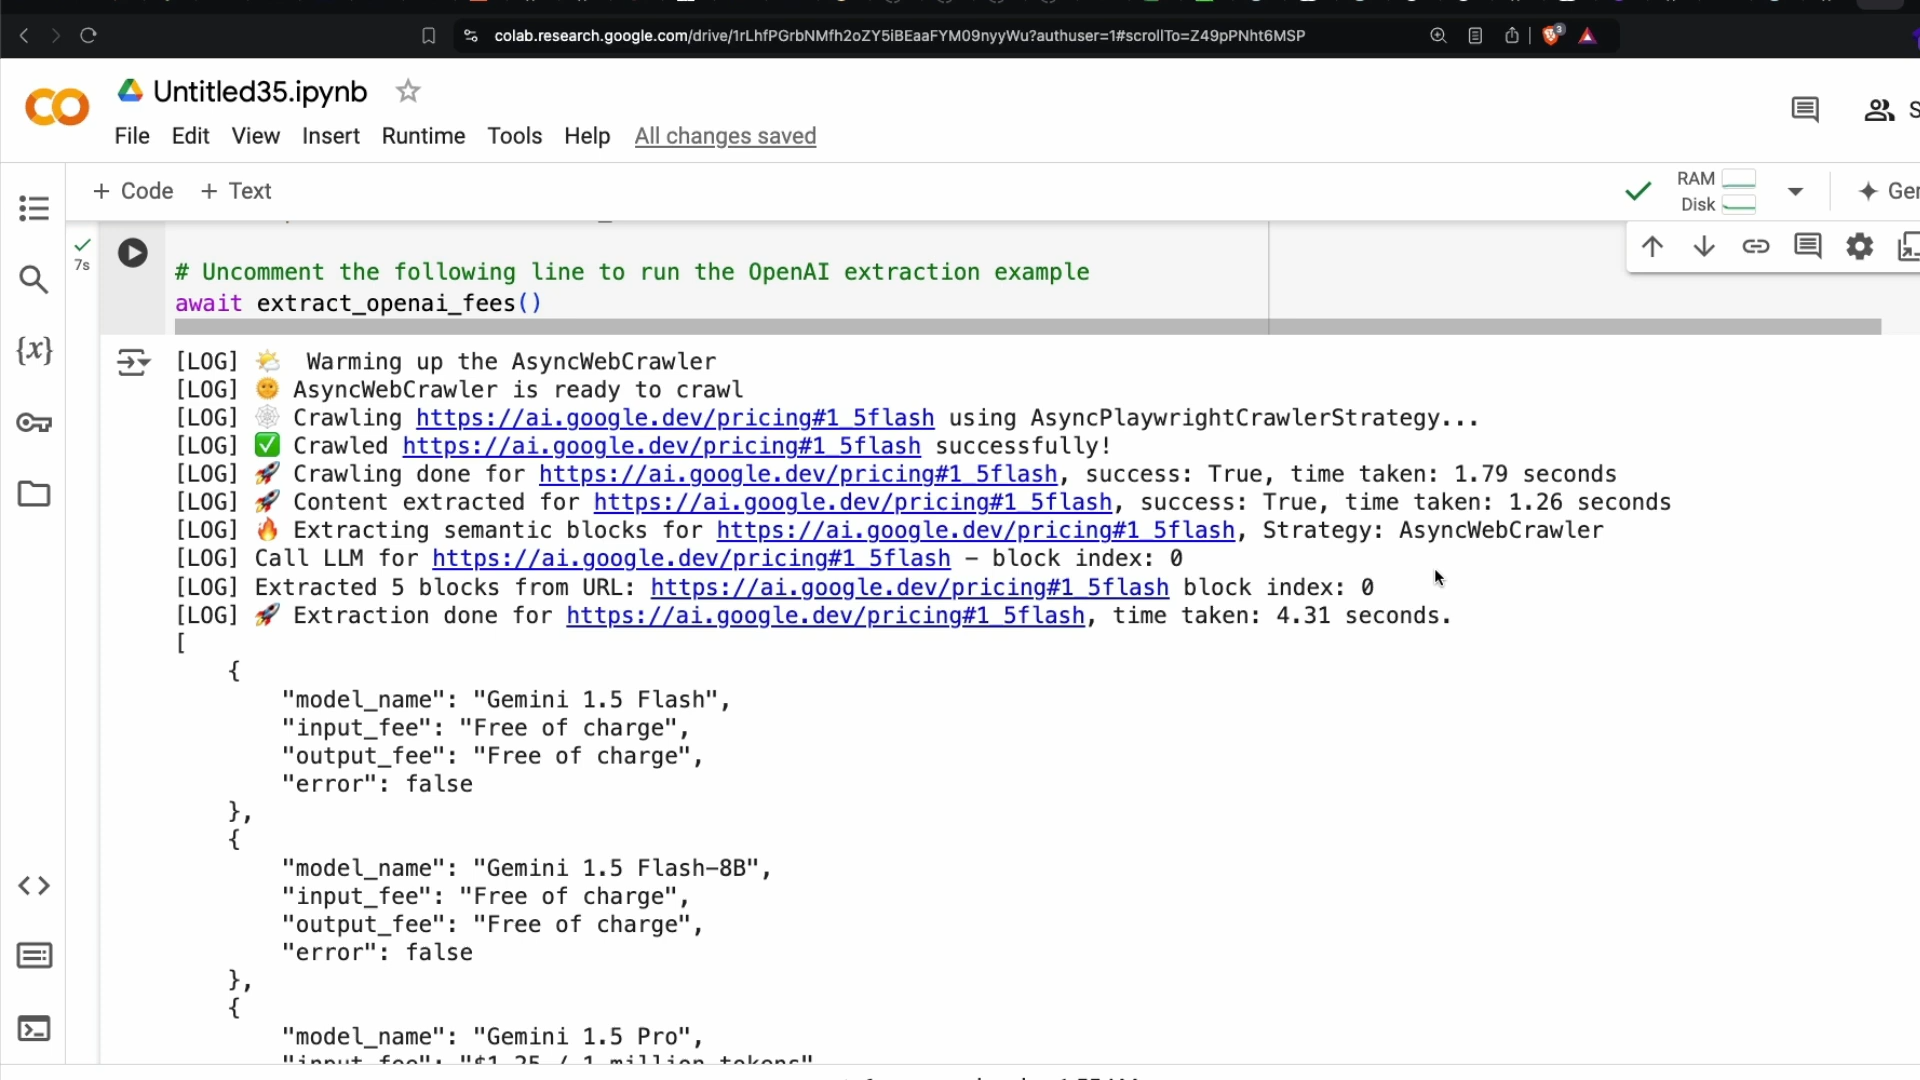 colab.research.google.com/drive/1rLhfPGrbNMfh2oZY5iBEaaFYM09nyyWu?authuser=1#scrollTo=Z49pPNht6MSP
3
Untitled35.ipynb
File Edit View Insert Runtime Tools Help All changes saved
+ Code + Text
RAM
Disk
7s
# Uncomment the following line to run the OpenAI extraction example
await extract_openai_fees()
[LOG] 🌤️ Warming up the AsyncWebCrawler
[LOG] 🌞 AsyncWebCrawler is ready to crawl
[LOG] 🕸️ Crawling https://ai.google.dev/pricing#1_5flash using AsyncPlaywrightCrawlerStrategy...
[LOG] ✅ Crawled https://ai.google.dev/pricing#1_5flash successfully!
[LOG] 🚀 Crawling done for https://ai.google.dev/pricing#1_5flash, success: True, time taken: 1.79 seconds
[LOG] 🚀 Content extracted for https://ai.google.dev/pricing#1_5flash, success: True, time taken: 1.26 seconds
[LOG] 🔥 Extracting semantic blocks for https://ai.google.dev/pricing#1_5flash, Strategy: AsyncWebCrawler
[LOG] Call LLM for https://ai.google.dev/pricing#1_5flash - block index: 0
[LOG] Extracted 5 blocks from URL: https://ai.google.dev/pricing#1_5flash block index: 0
[LOG] 🚀 Extraction done for https://ai.google.dev/pricing#1_5flash, time taken: 4.31 seconds.
[
{
"model_name": "Gemini 1.5 Flash",
"input_fee": "Free of charge",
"output_fee": "Free of charge",
"error": false
},
{
"model_name": "Gemini 1.5 Flash-8B",
"input_fee": "Free of charge",
"output_fee": "Free of charge",
"error": false
},
{
"model_name": "Gemini 1.5 Pro",
"input_fee": "$1.25 / 1 million tokens"